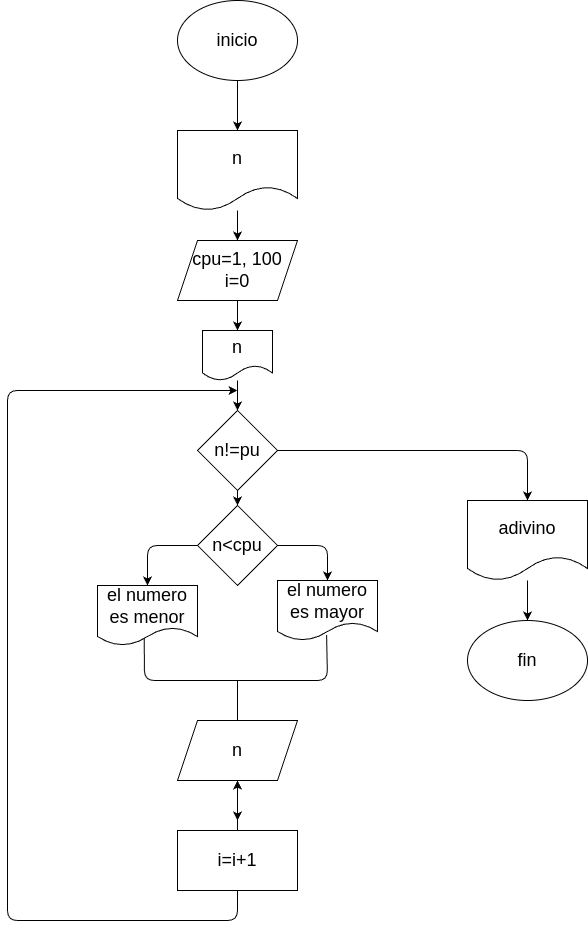 inicio
n
cpu=1, 100
i=0
n
n!=pu
n<cpu
el numero
es menor
el numero
es mayor
n
i=i+1
adivino
fin